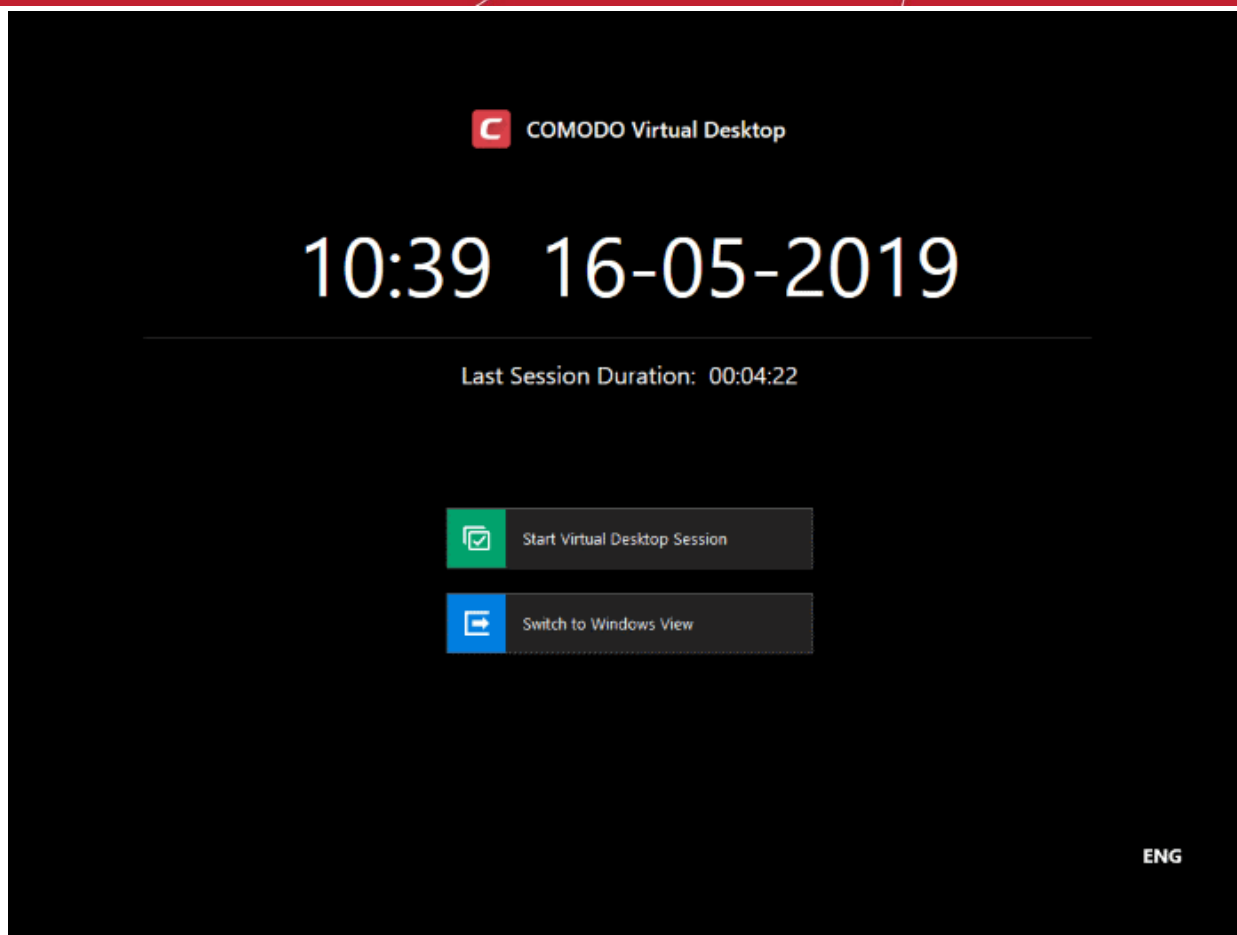 COMODO Virtual Desktop
10:39 16-05-2019
Last Session Duration: 00:04:22
Start Virtual Desktop Session
Switch to Windows View
ENG